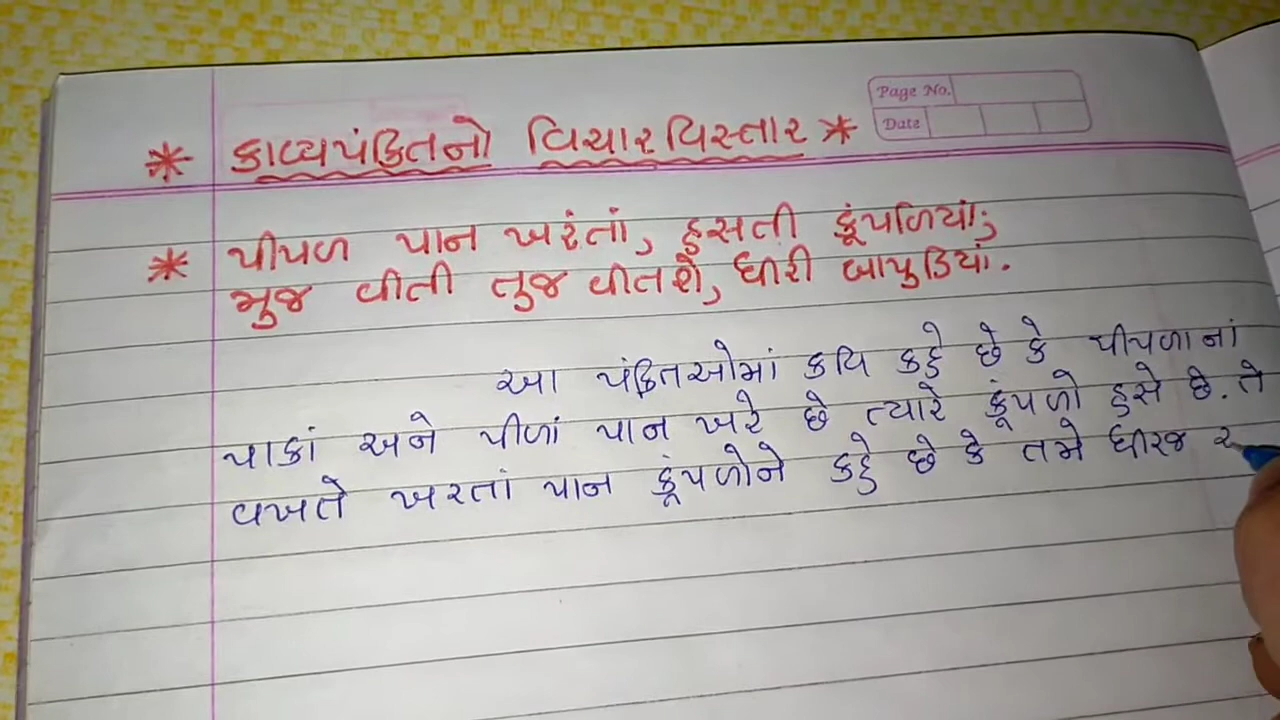 Page No.
Date
* કાવ્યપંક્તિનો વિચારવિસ્તાર *
* પીપળ પાન ખરંતાં, હસતી કૂંપળિયાં;
મુજ વીતી તુજ વીતશે, ધીરી બાપુડિયાં.
આ પંક્તિઓમાં કવિ કહે છે કે પીપળાનાં
પાકાં અને પીળાં પાન ખરે છે ત્યારે કૂંપળો હસે છે. તે
વખતે ખરતાં પાન કૂંપળોને કહે છે કે તમે ધીરજ ર